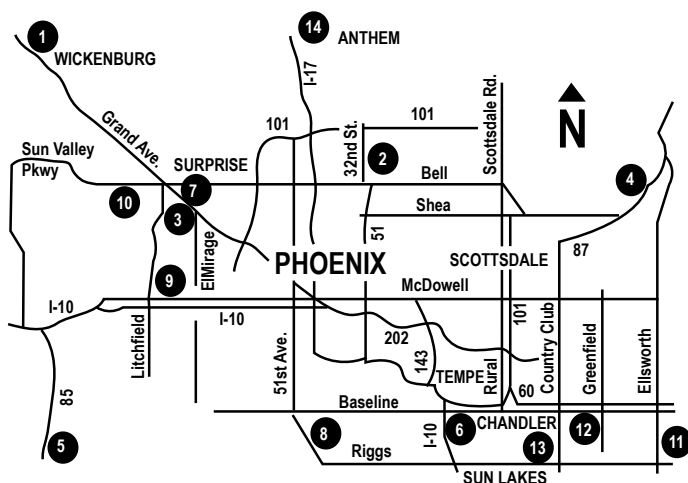 1
WICKENBURG
14
ANTHEM
I-17
Grand Ave.
101
32nd St.
101
Scottsdale Rd.
N
Sun Valley
Pkwy
SURPRISE
2
Bell
4
10
7
3
Shea
ElMirage
51
87
PHOENIX
SCOTTSDALE
9
McDowell
I-10
I-10
Litchfield
51st Ave.
202
143
101
Country Club
Greenfield
Ellsworth
85
TEMPE
Rural
60
Baseline
5
8
I-10
6
CHANDLER
13
12
11
Riggs
SUN LAKES